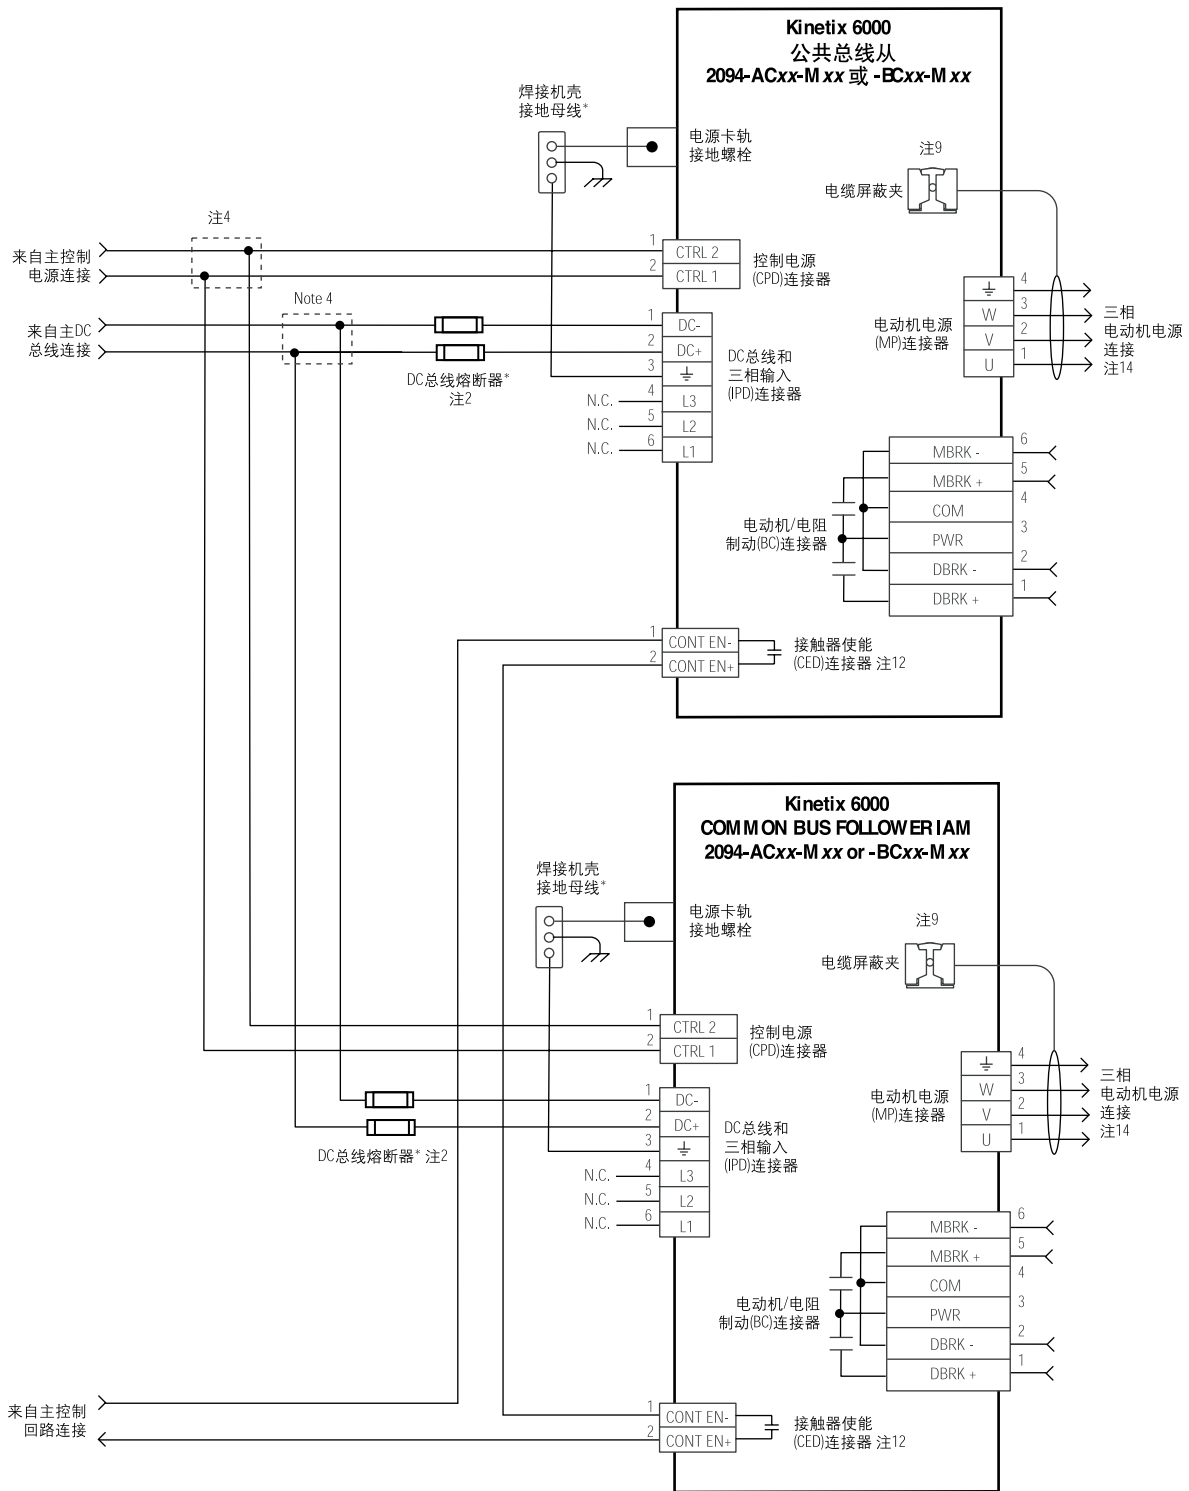 Kinetix 6000
公共总线从
2094-ACxx-Mxx 或 -BCxx-Mxx
焊接机壳
接地母线*
电源卡轨
接地螺栓
注9
电缆屏蔽夹
注4
来自主控制
电源连接
1
CTRL 2
2
CTRL 1
控制电源
(CPD)连接器
Note 4
来自主DC
总线连接
DC总线熔断器*
注2
1
DC-
2
DC+
3
4
L3
N.C.
5
L2
N.C.
6
L1
N.C.
DC总线和
三相输入
(IPD)连接器
电动机电源
(MP)连接器
4
W
3
V
2
U
1
三相
电动机电源
连接
注14
电动机/电阻
制动(BC)连接器
MBRK -
6
MBRK +
5
COM
4
PWR
3
DBRK -
2
DBRK +
1
1
CONT EN-
2
CONT EN+
接触器使能
(CED)连接器 注12
Kinetix 6000
COMMON BUS FOLLOWER IAM
2094-ACxx-Mxx or -BCxx-Mxx
焊接机壳
接地母线*
电源卡轨
接地螺栓
注9
电缆屏蔽夹
1
CTRL 2
2
CTRL 1
控制电源
(CPD)连接器
DC总线熔断器* 注2
1
DC-
2
DC+
3
4
L3
N.C.
5
L2
N.C.
6
L1
N.C.
DC总线和
三相输入
(IPD)连接器
电动机电源
(MP)连接器
4
W
3
V
2
U
1
三相
电动机电源
连接
注14
电动机/电阻
制动(BC)连接器
MBRK -
6
MBRK +
5
COM
4
PWR
3
DBRK -
2
DBRK +
1
来自主控制
回路连接
1
CONT EN-
2
CONT EN+
接触器使能
(CED)连接器 注12